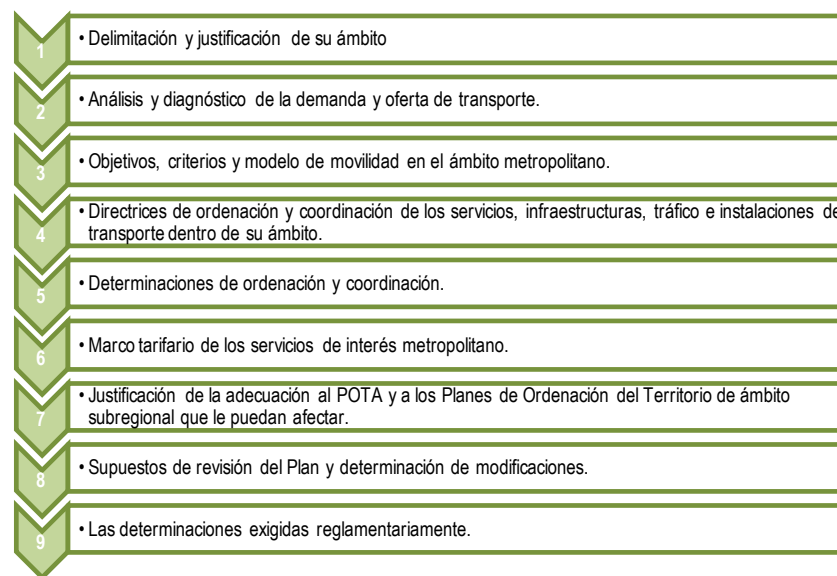 1
• Delimitación y justificación de su ámbito
2
• Análisis y diagnóstico de la demanda y oferta de transporte.
3
• Objetivos, criterios y modelo de movilidad en el ámbito metropolitano.
4
• Directrices de ordenación y coordinación de los servicios, infraestructuras, tráfico e instalaciones de
transporte dentro de su ámbito.
5
• Determinaciones de ordenación y coordinación.
6
• Marco tarifario de los servicios de interés metropolitano.
7
• Justificación de la adecuación al POTA y a los Planes de Ordenación del Territorio de ámbito
subregional que le puedan afectar.
8
• Supuestos de revisión del Plan y determinación de modificaciones.
9
• Las determinaciones exigidas reglamentariamente.